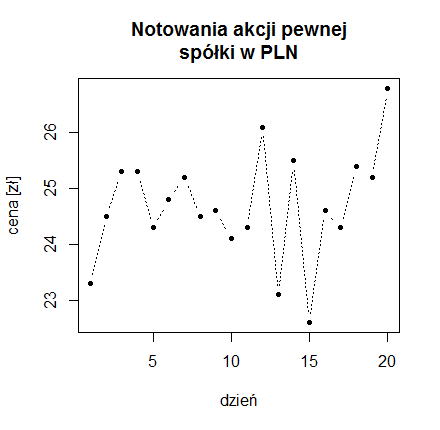 Notowania akcji pewnej
spółki w PLN
cena [zł]
26
25
24
23
5 10 15 20
dzień